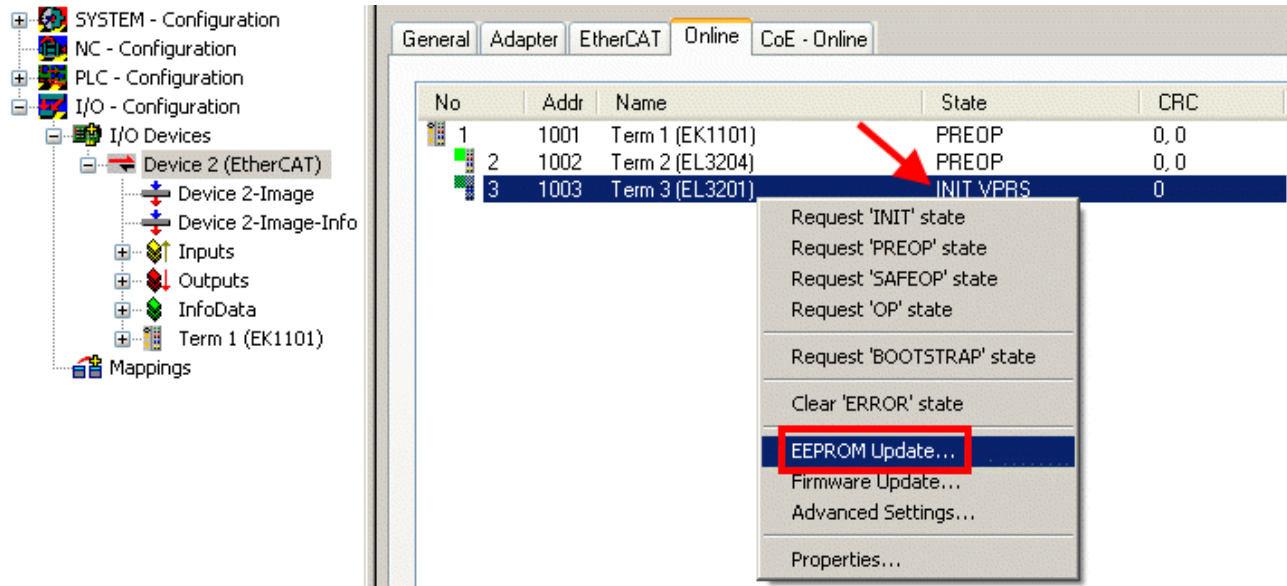 SYSTEM - Configuration
NC - Configuration
PLC - Configuration
I/O - Configuration
I/O Devices
Device 2 (EtherCAT)
Device 2-Image
Device 2-Image-Info
Inputs
Outputs
InfoData
Term 1 (EK1101)
Mappings
General Adapter EtherCAT Online CoE - Online
No Addr Name State CRC
1 1001 Term 1 (EK1101) PREOP 0, 0
2 1002 Term 2 (EL3204) PREOP 0, 0
3 1003 Term 3 (EL3201) INIT VPRS 0
Request 'INIT' state
Request 'PREOP' state
Request 'SAFEOP' state
Request 'OP' state
Request 'BOOTSTRAP' state
Clear 'ERROR' state
EEPROM Update...
Firmware Update...
Advanced Settings...
Properties...